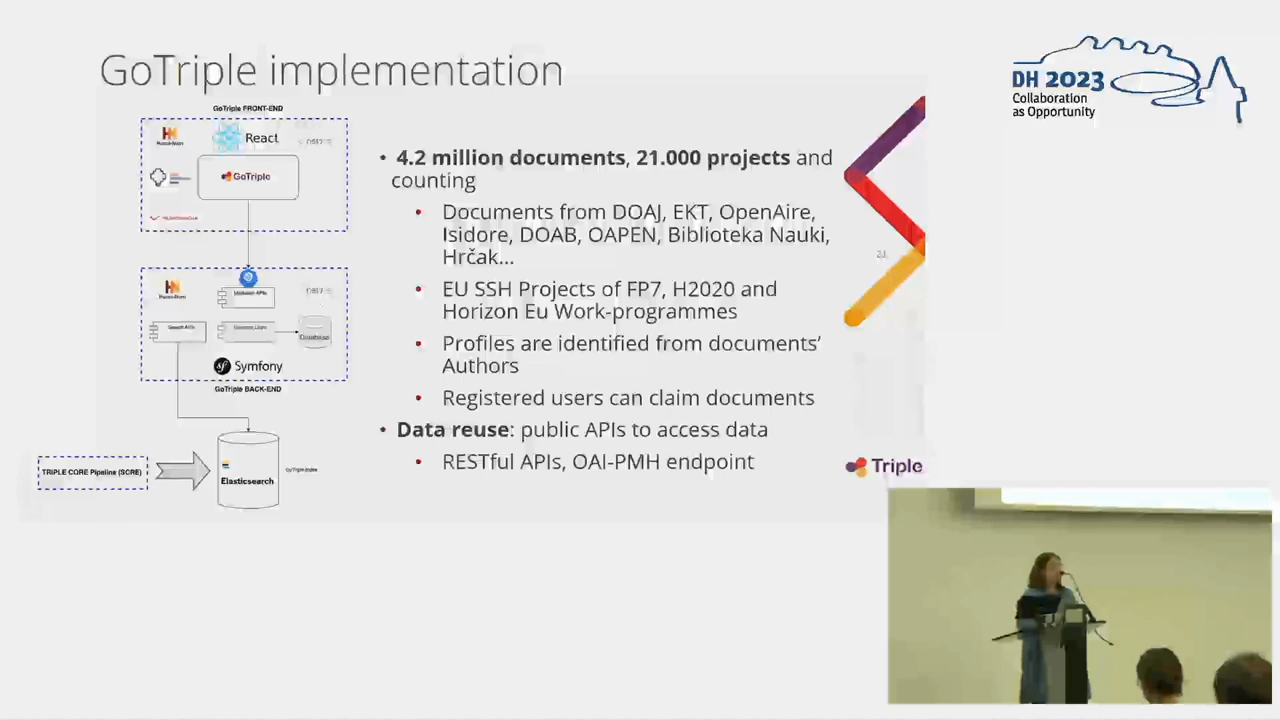 GoTriple implementation
DH 2023
Collaboration
as Opportunity
GoTriple FRONT-END
React
GoTriple
Symfony
GoTriple BACK-END
TRIPLE CORE Pipeline (SCRE)
Elasticsearch
• 4.2 million documents, 21.000 projects and
counting
• Documents from DOAJ, EKT, OpenAire,
Isidore, DOAB, OAPEN, Biblioteka Nauki,
Hrčak...
• EU SSH Projects of FP7, H2020 and
Horizon Eu Work-programmes
• Profiles are identified from documents’
Authors
• Registered users can claim documents
• Data reuse: public APIs to access data
• RESTful APIs, OAI-PMH endpoint
Triple